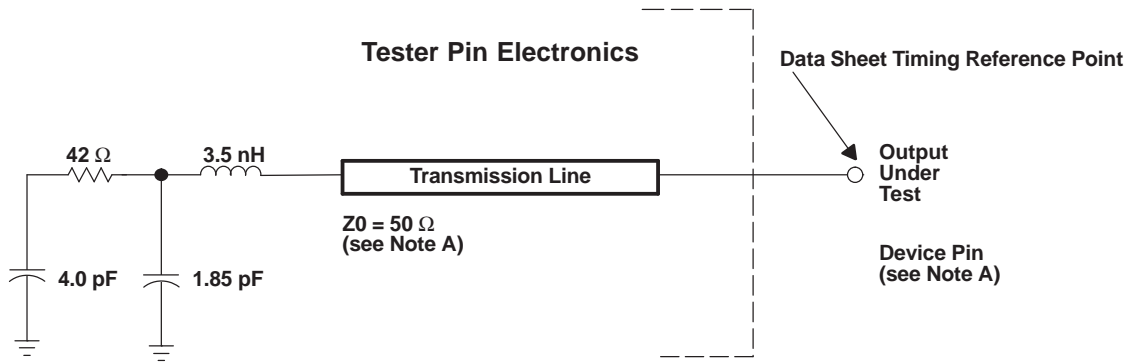 Tester Pin Electronics
Data Sheet Timing Reference Point
42 Ω
3.5 nH
Transmission Line
Output
Under
Test
Z0 = 50 Ω
(see Note A)
Device Pin
(see Note A)
4.0 pF
1.85 pF